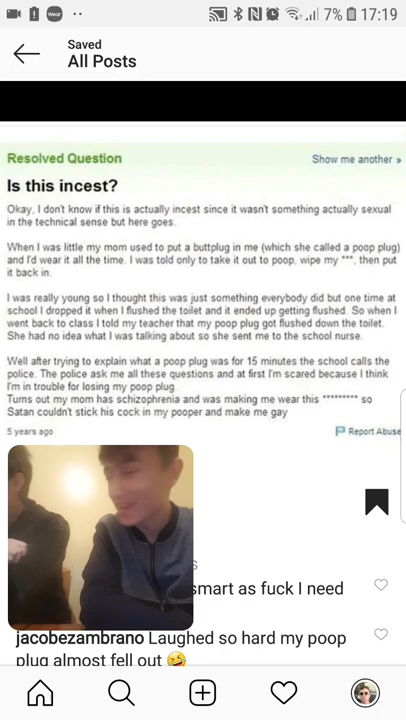 Wear
7% 17:19
Saved
All Posts
Resolved Question
Show me another »
Is this incest?
Okay, I don't know if this is actually incest since it wasn't something actually sexual
in the technical sense but here goes.
When I was little my mom used to put a buttplug in me (which she called a poop plug)
and I'd wear it all the time. I was told only to take it out to poop, wipe my ***, then put
it back in.
I was really young so I thought this was just something everybody did but one time at
school I dropped it when I flushed the toilet and it ended up getting flushed. So when I
went back to class I told my teacher that my poop plug got flushed down the toilet.
She had no idea what I was talking about so she sent me to the school nurse.
Well after trying to explain what a poop plug was for 15 minutes the school calls the
police. The police ask me all these questions and at first I'm scared because I think
I'm in trouble for losing my poop plug.
Turns out my mom has schizophrenia and was making me wear this ********* so
Satan couldn't stick his cock in my pooper and make me gay
5 years ago
Report Abuse
smart as fuck I need
jacobezambrano Laughed so hard my poop
plug almost fell out 🤣